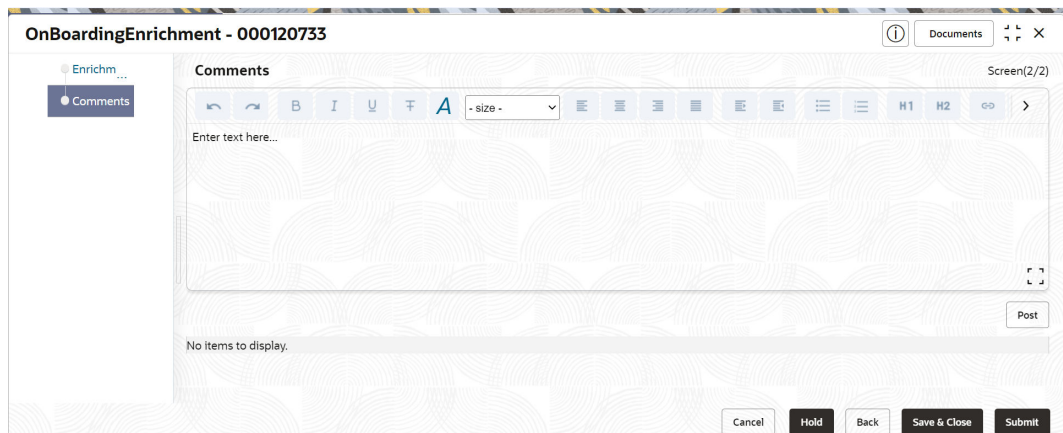 OnBoardingEnrichment - 000120733
Documents
Enrichm...
Comments
Comments
Screen(2/2)
B I U T A - size - H1 H2
Enter text here...
Post
No items to display.
Cancel Hold Back Save & Close Submit